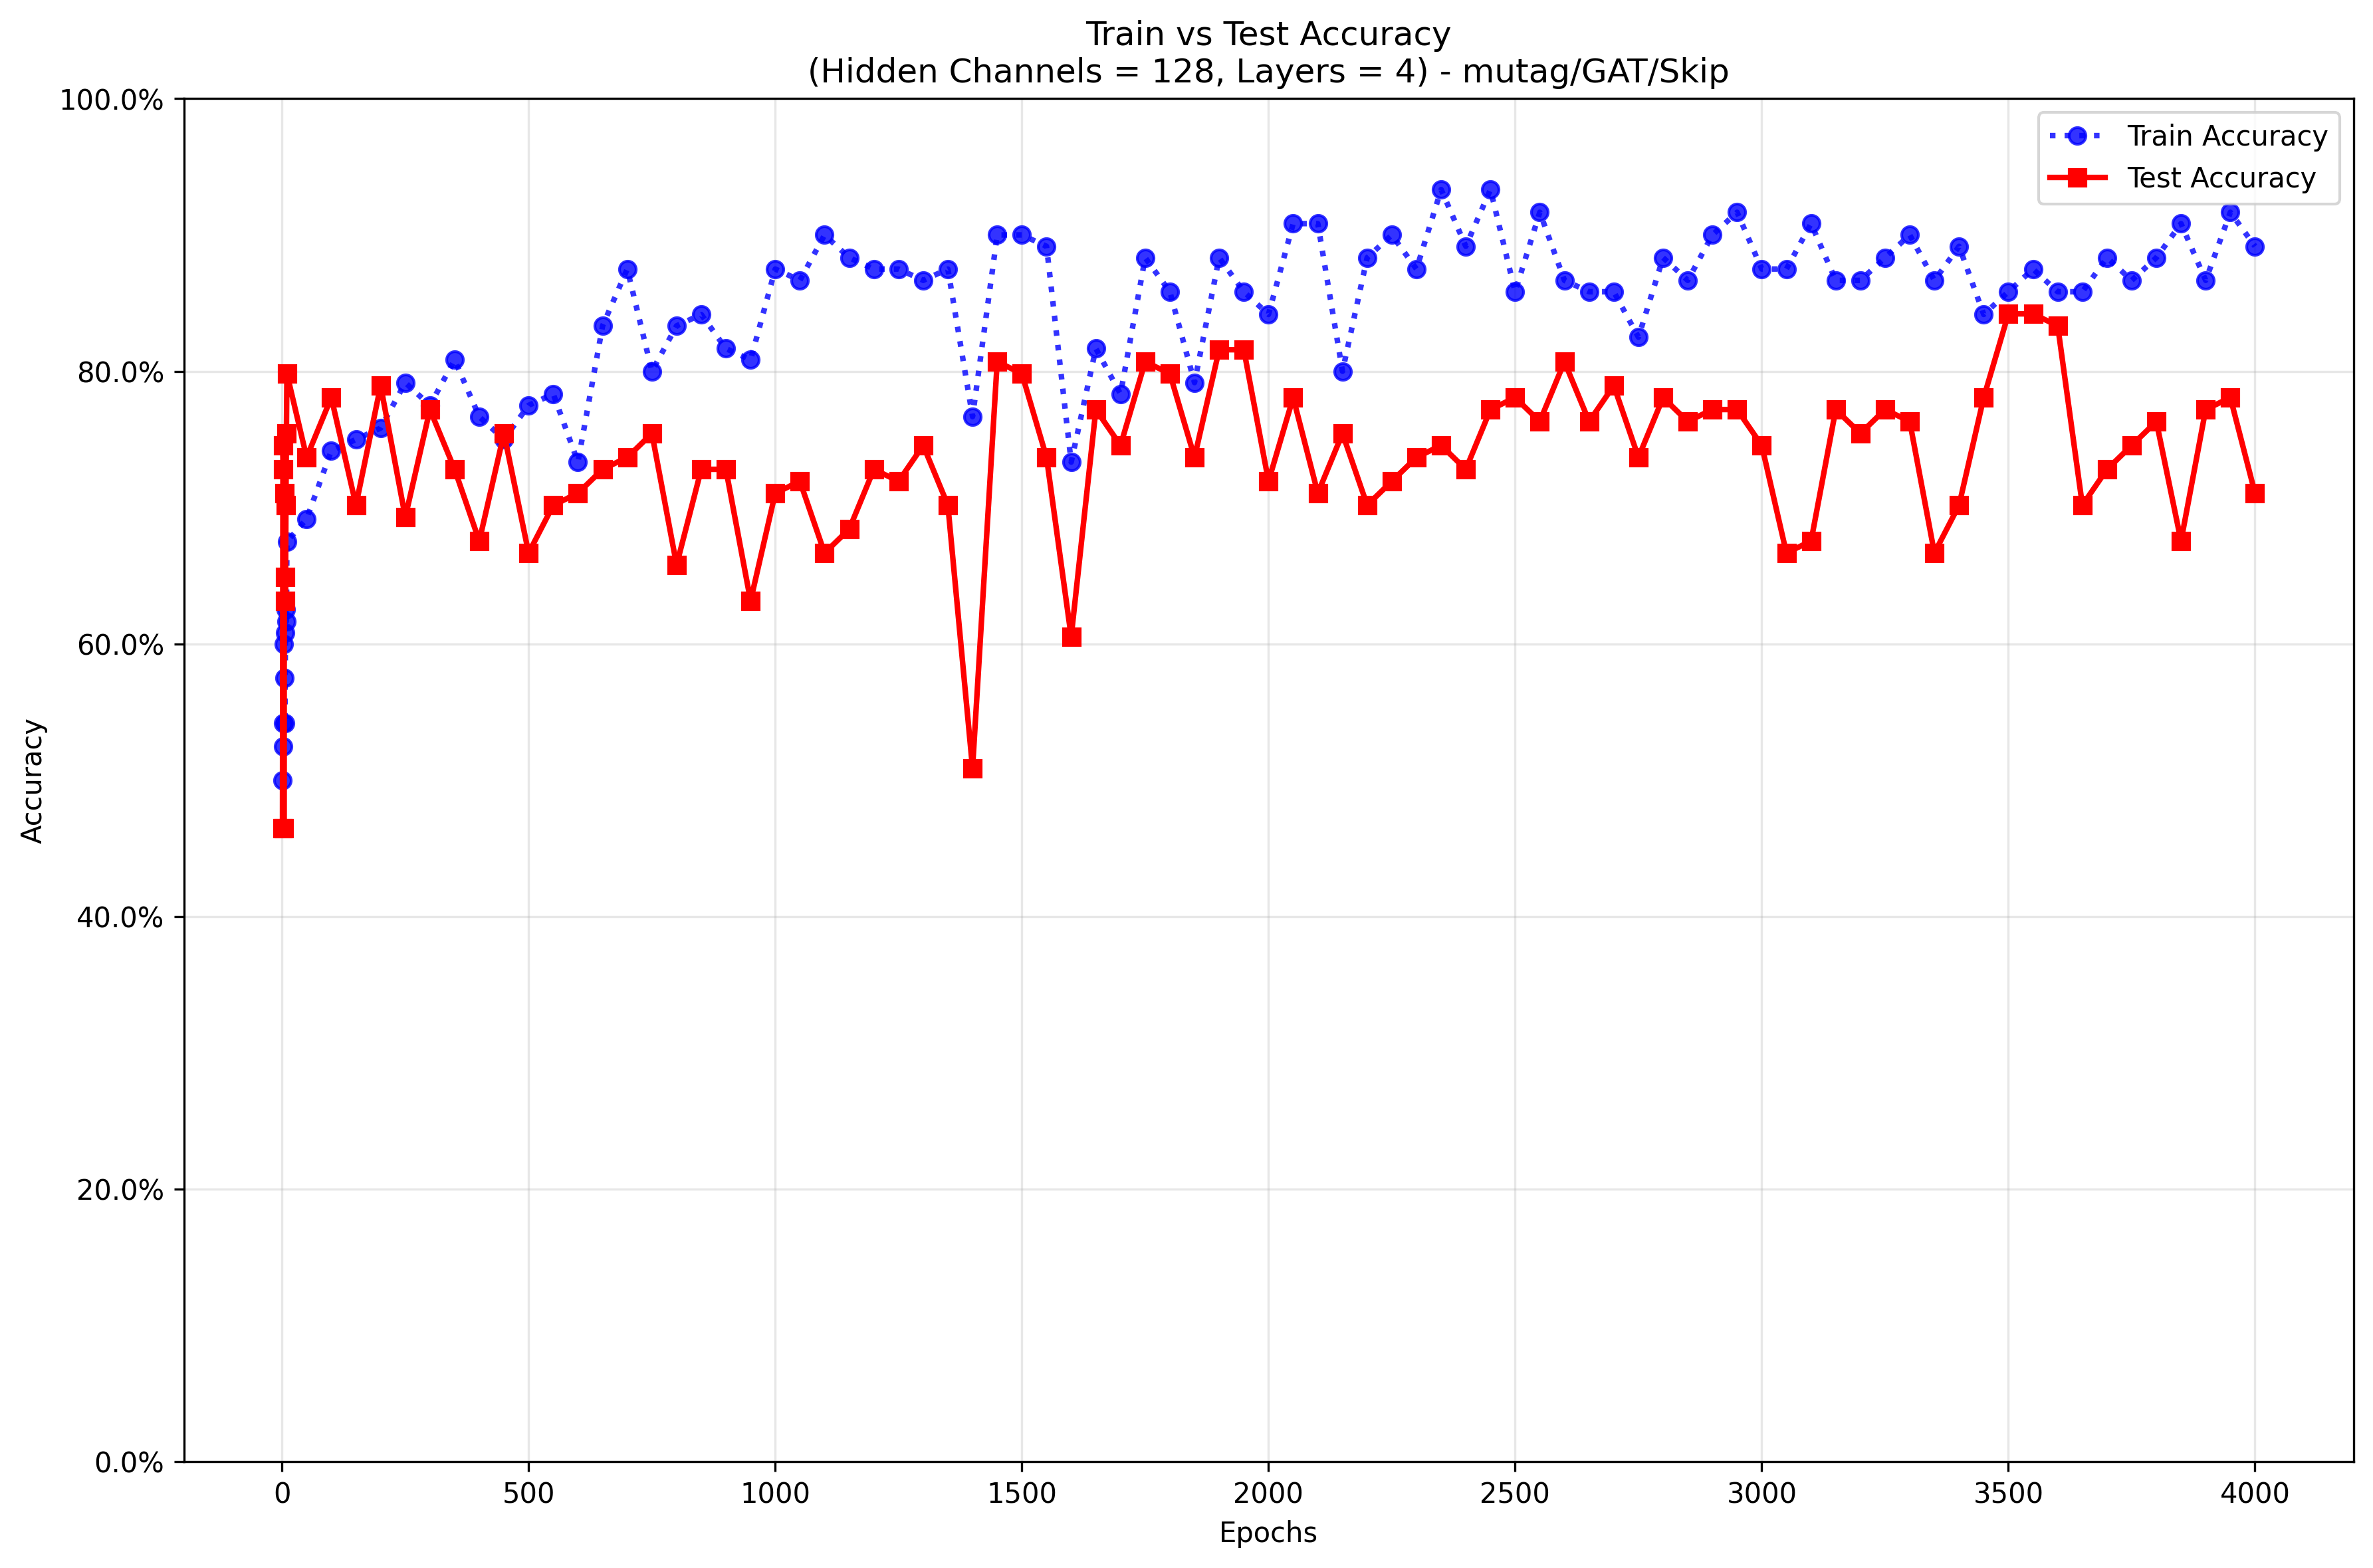 Train vs Test Accuracy
(Hidden Channels = 128, Layers = 4) - mutag/GAT/Skip
Train Accuracy
Test Accuracy
100.0%
80.0%
60.0%
40.0%
20.0%
0.0%
Accuracy
0 500 1000 1500 2000 2500 3000 3500 4000
Epochs